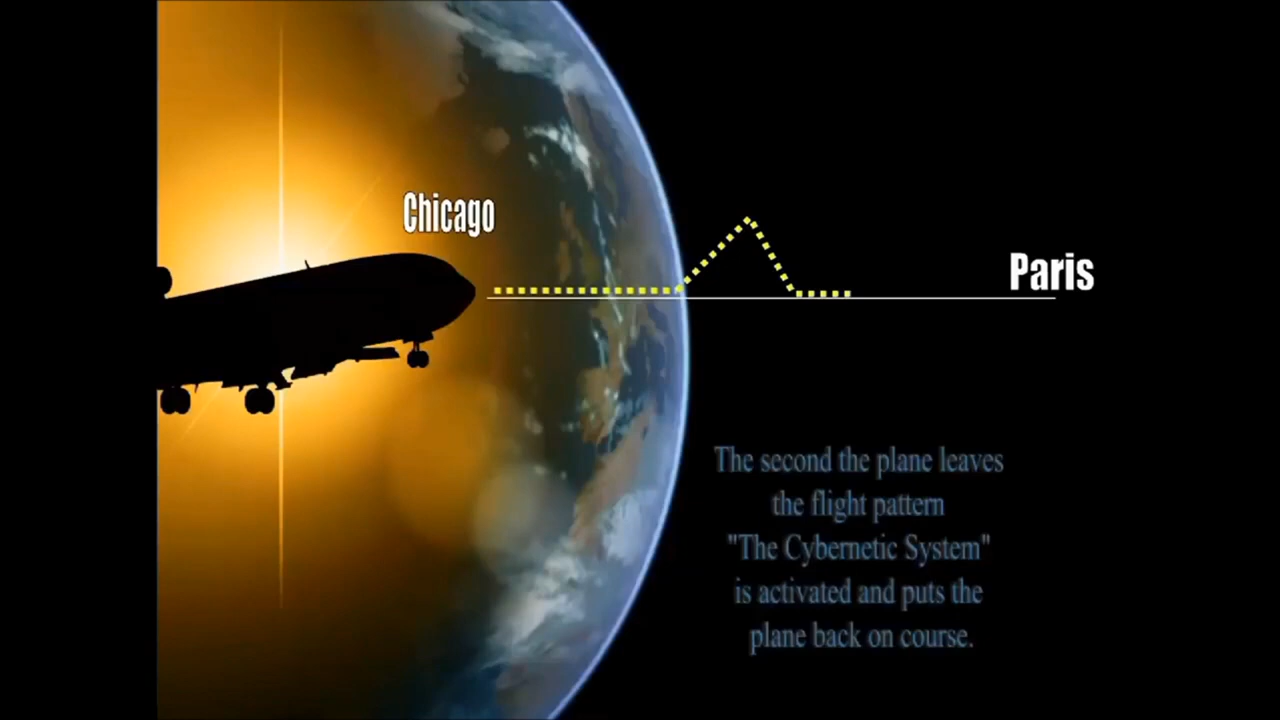 Chicago
Paris
The second the plane leaves
the flight pattern
"The Cybernetic System"
is activated and puts the
plane back on course.